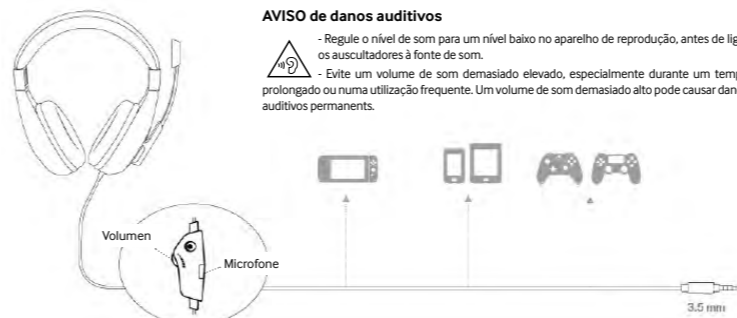 AVISO de danos auditivos
- Regule o nível de som para um nível baixo no aparelho de reprodução, antes de lig
os auscultadores à fonte de som.
- Evite um volume de som demasiado elevado, especialmente durante um temp
prolongado ou numa utilização frequente. Um volume de som demasiado alto pode causar dan
auditivos permanents.
Volumen
Microfone
3.5 mm